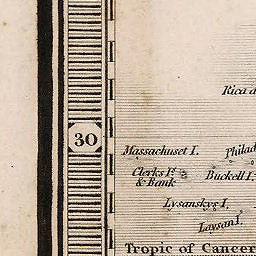 Rica d
30
Massachuset I.
Philad
Clerks Is.
& Bank
Buckell I.
Lysanskys I.
Laysan I.
Tropic of Cancer